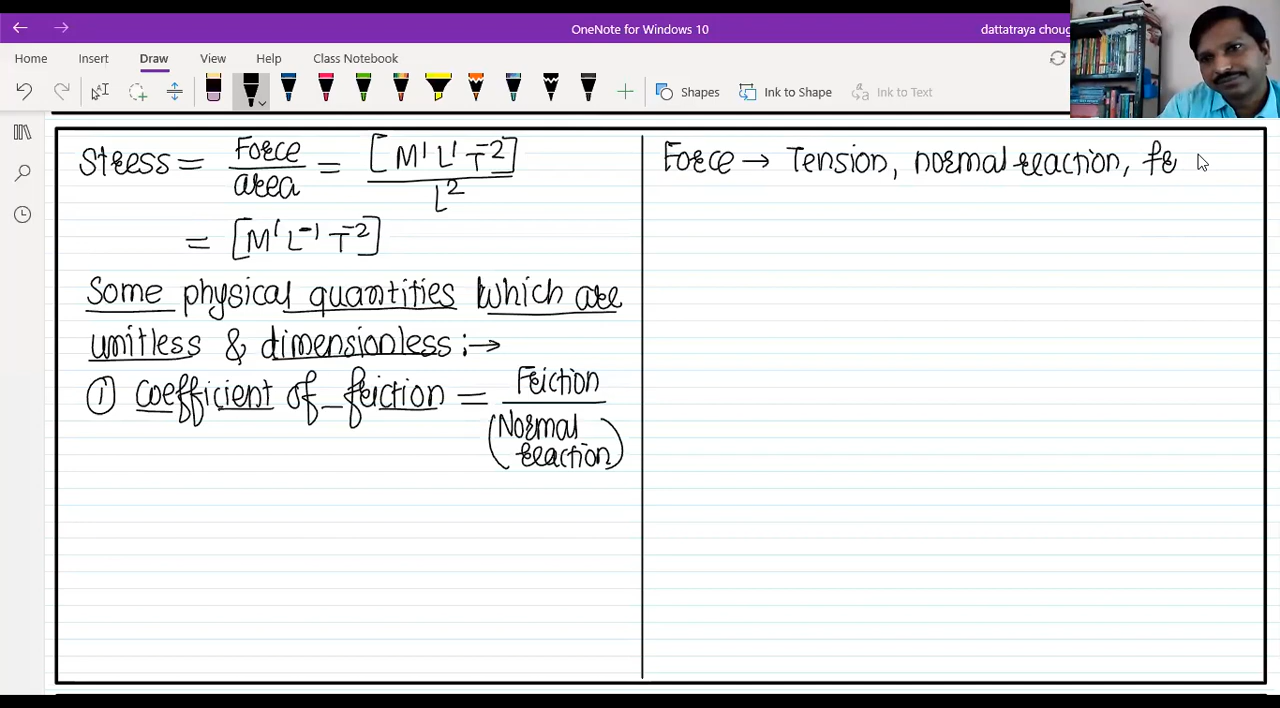 OneNote for Windows 10
dattatraya choug
Home Insert Draw View Help Class Notebook
Shapes Ink to Shape Ink to Text
Stress = Force / area = [M¹ L¹ T⁻²] / L²
= [M¹ L⁻¹ T⁻²]
Some physical quantities which are
unitless & dimensionless :→
① coefficient of friction = Friction / (Normal reaction)
Force → Tension, normal reaction, fr